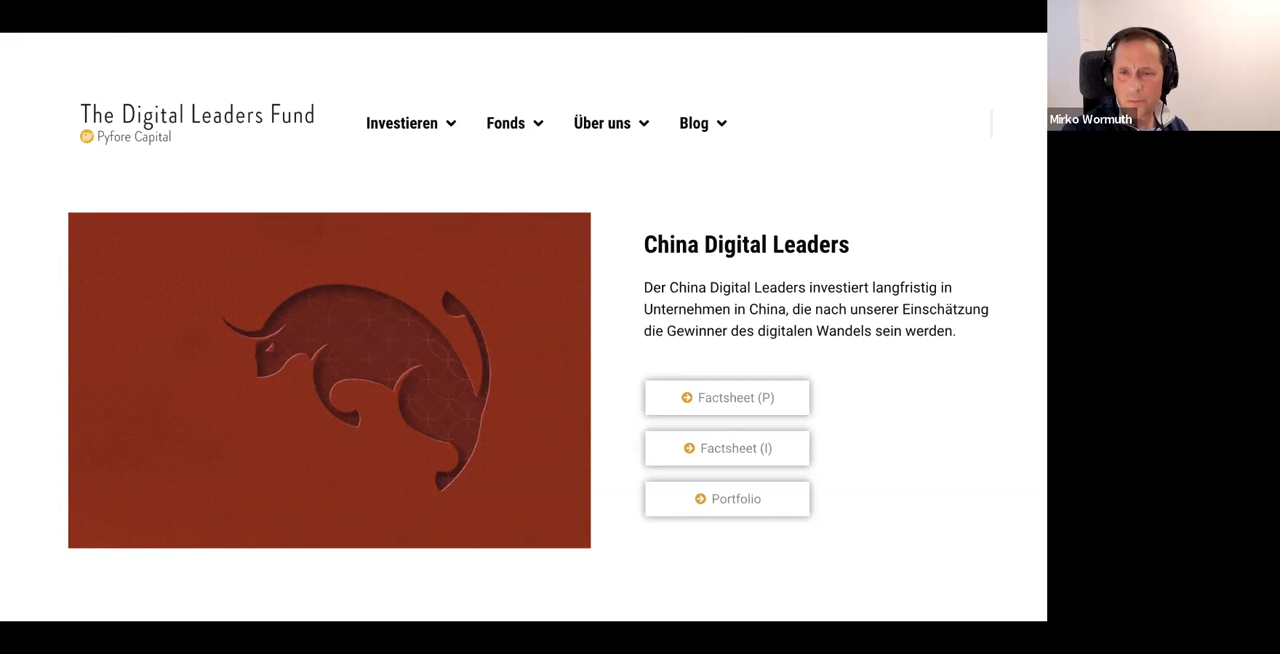 The Digital Leaders Fund
Pyfore Capital
Investieren
Fonds
Über uns
Blog
Mirko Wormuth
China Digital Leaders
Der China Digital Leaders investiert langfristig in
Unternehmen in China, die nach unserer Einschätzung
die Gewinner des digitalen Wandels sein werden.
Factsheet (P)
Factsheet (I)
Portfolio